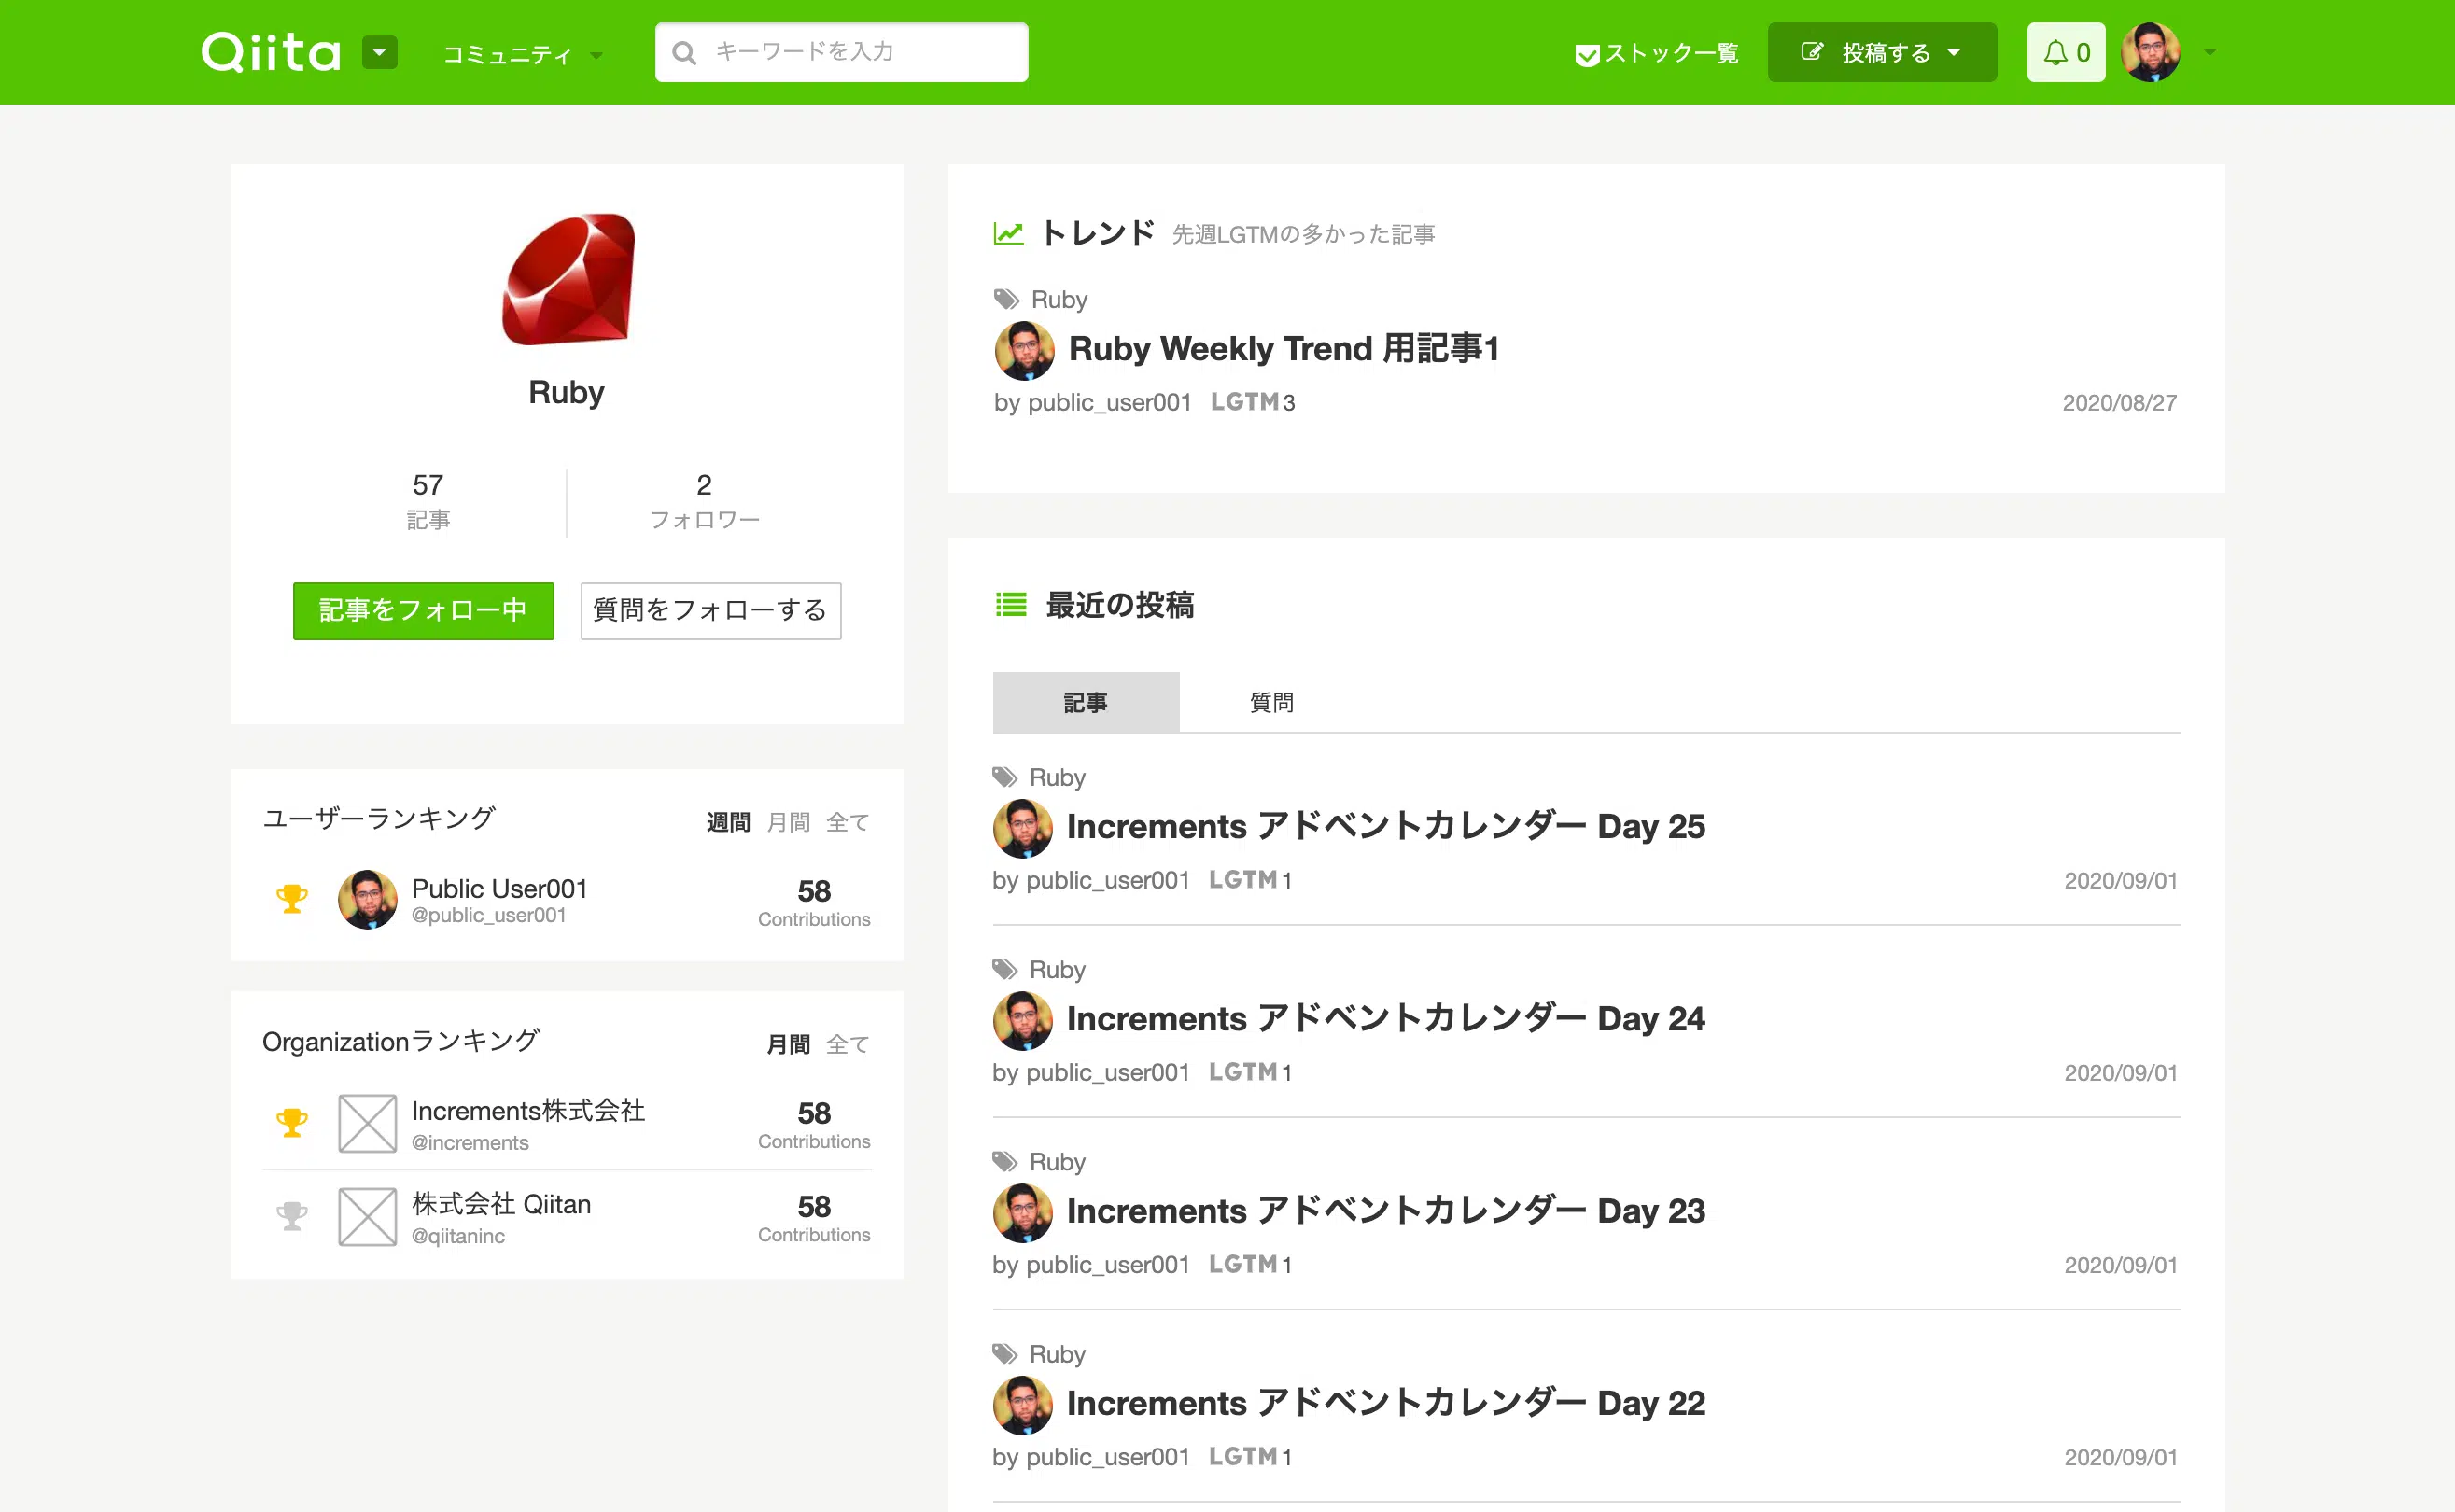 Qiita
コミュニティ
キーワードを入力
ストック一覧
投稿する
0
Ruby
57
記事
2
フォロワー
記事をフォロー中
質問をフォローする
ユーザーランキング
週間 月間 全て
Public User001
@public_user001
58
Contributions
Organizationランキング
月間 全て
Increments株式会社
@increments
58
Contributions
株式会社 Qiitan
@qiitaninc
58
Contributions
トレンド 先週LGTMの多かった記事
Ruby
Ruby Weekly Trend 用記事1
by public_user001 LGTM 3
2020/08/27
最近の投稿
記事 質問
Ruby
Increments アドベントカレンダー Day 25
by public_user001 LGTM 1
2020/09/01
Ruby
Increments アドベントカレンダー Day 24
by public_user001 LGTM 1
2020/09/01
Ruby
Increments アドベントカレンダー Day 23
by public_user001 LGTM 1
2020/09/01
Ruby
Increments アドベントカレンダー Day 22
by public_user001 LGTM 1
2020/09/01